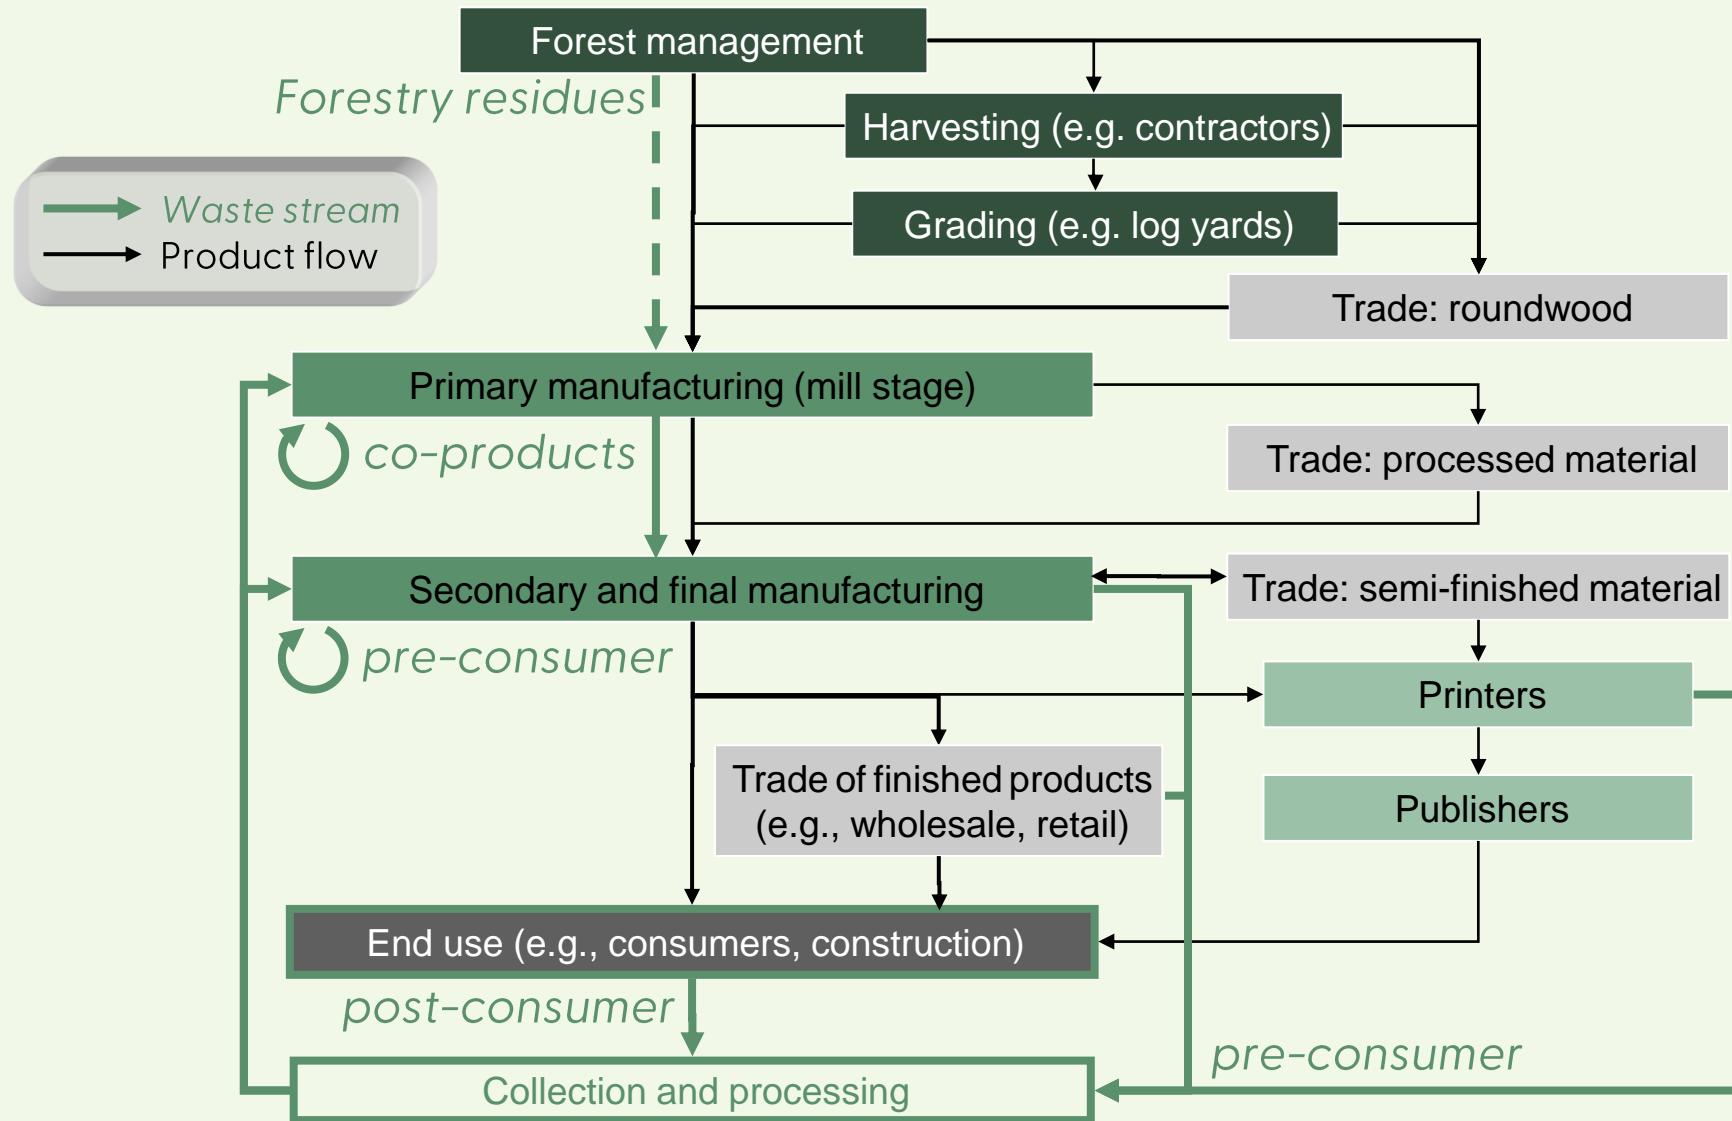 Forest management
Forestry residues
Harvesting (e.g. contractors)
Waste stream
Product flow
Grading (e.g. log yards)
Trade: roundwood
Primary manufacturing (mill stage)
co-products
Trade: processed material
Secondary and final manufacturing
Trade: semi-finished material
pre-consumer
Printers
Trade of finished products
(e.g., wholesale, retail)
Publishers
End use (e.g., consumers, construction)
post-consumer
pre-consumer
Collection and processing